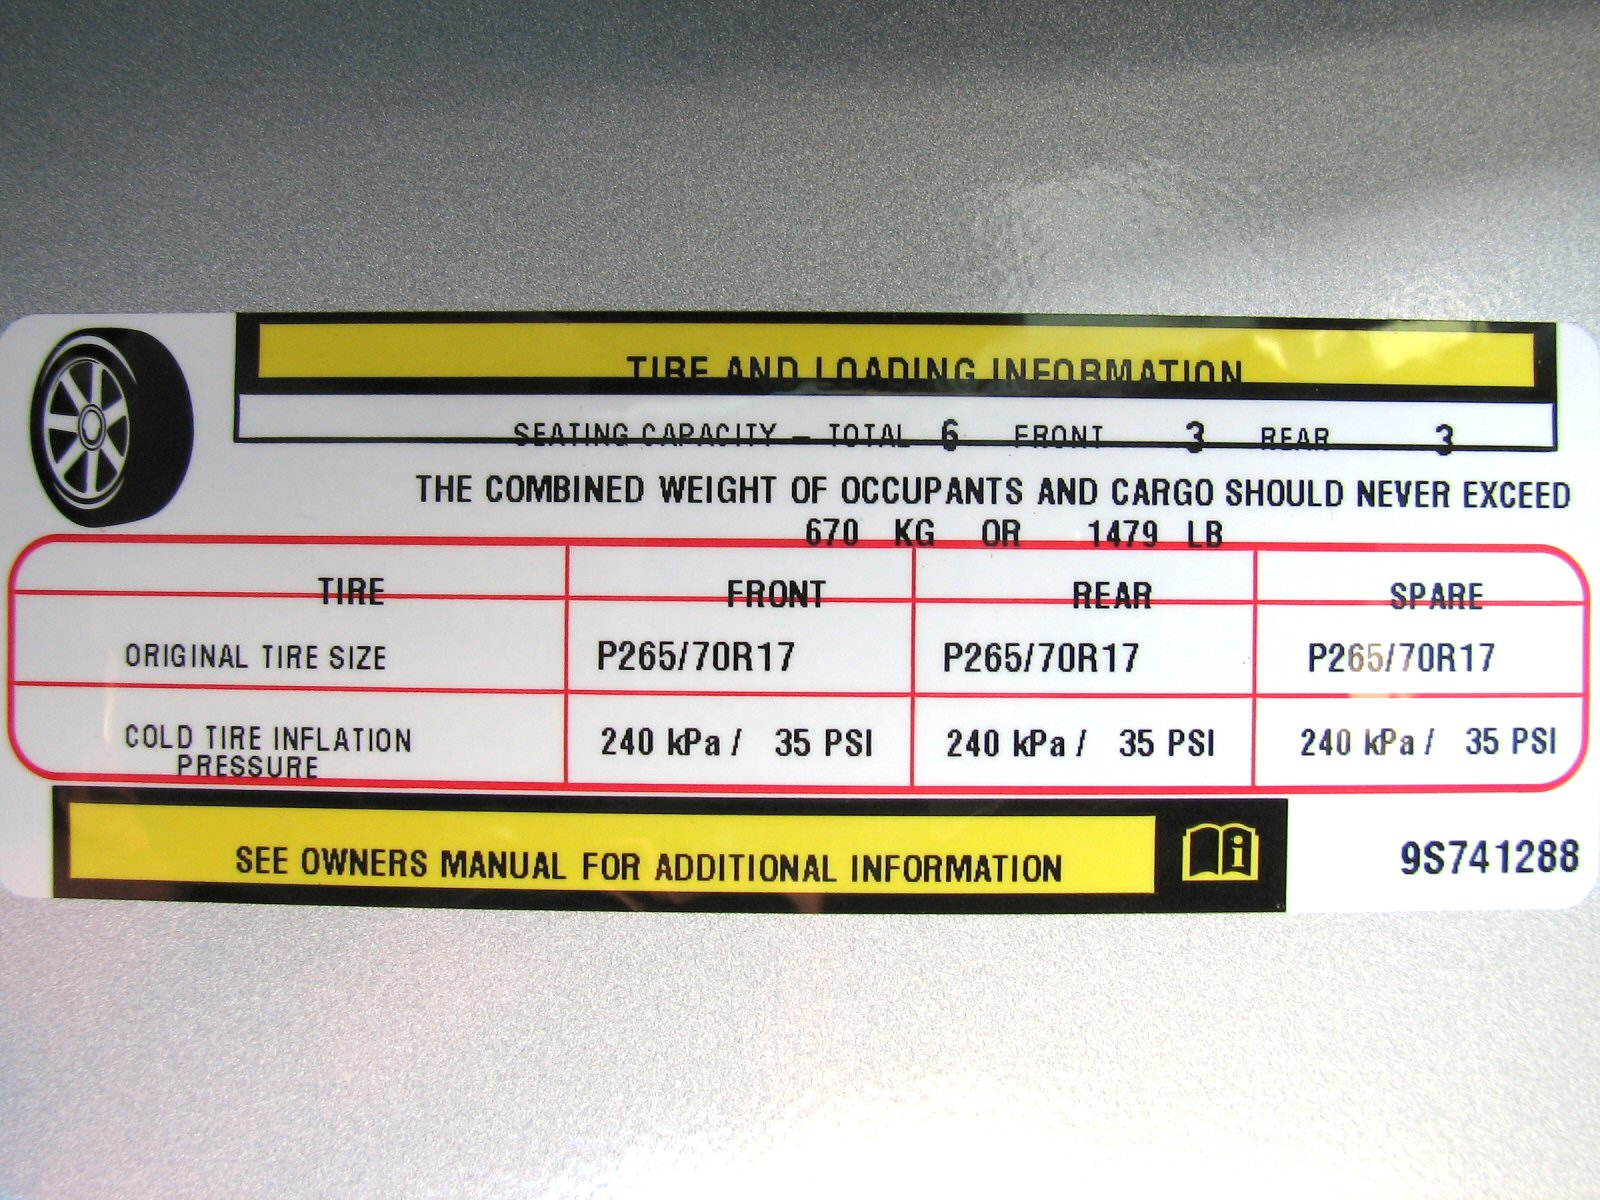 TIRE AND LOADING INFORMATION
SEATING CAPACITY – TOTAL 6 FRONT 3 REAR 3
THE COMBINED WEIGHT OF OCCUPANTS AND CARGO SHOULD NEVER EXCEED
670 KG OR 1479 LB
TIRE FRONT REAR SPARE
ORIGINAL TIRE SIZE P265/70R17 P265/70R17 P265/70R17
COLD TIRE INFLATION 240 kPa / 35 PSI 240 kPa / 35 PSI 240 kPa / 35 PSI
PRESSURE
SEE OWNERS MANUAL FOR ADDITIONAL INFORMATION i 9S741288